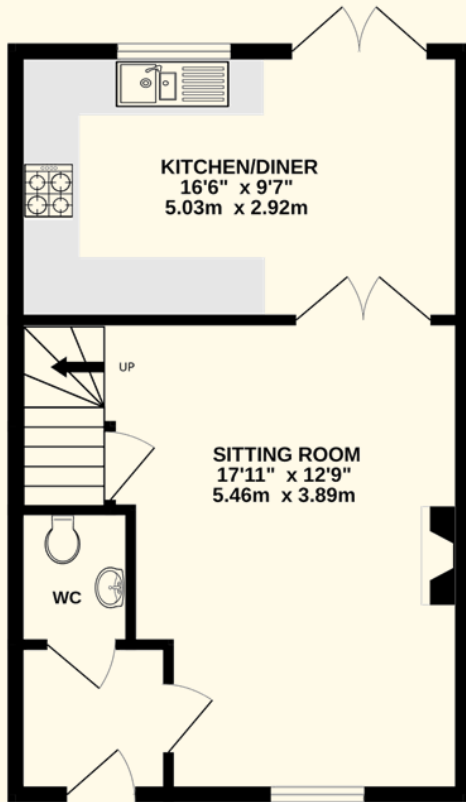 KITCHEN/DINER
16'6" x 9'7"
5.03m x 2.92m
UP
SITTING ROOM
17'11" x 12'9"
5.46m x 3.89m
WC